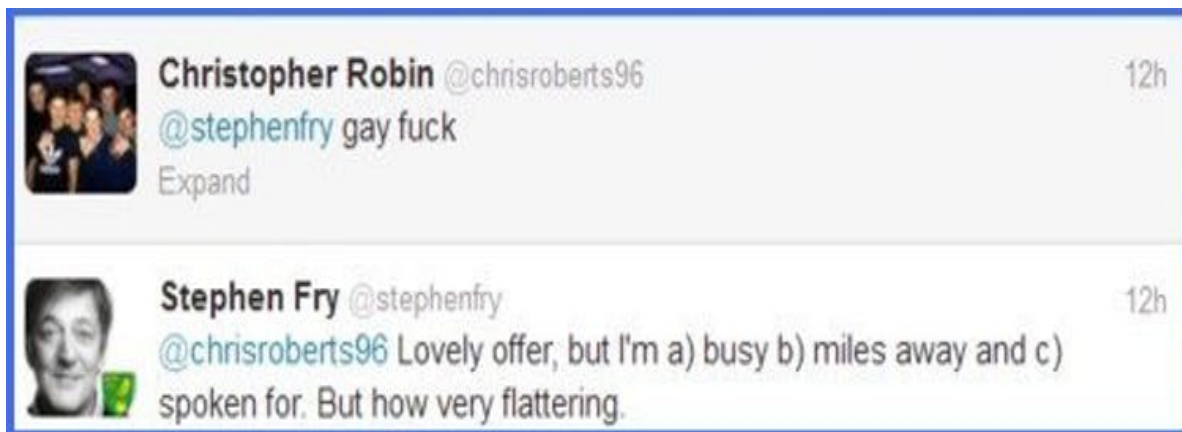 Christopher Robin @chrisroberts96 12h
@stephenfry gay fuck
Expand
Stephen Fry @stephenfry 12h
@chrisroberts96 Lovely offer, but I'm a) busy b) miles away and c)
spoken for. But how very flattering.